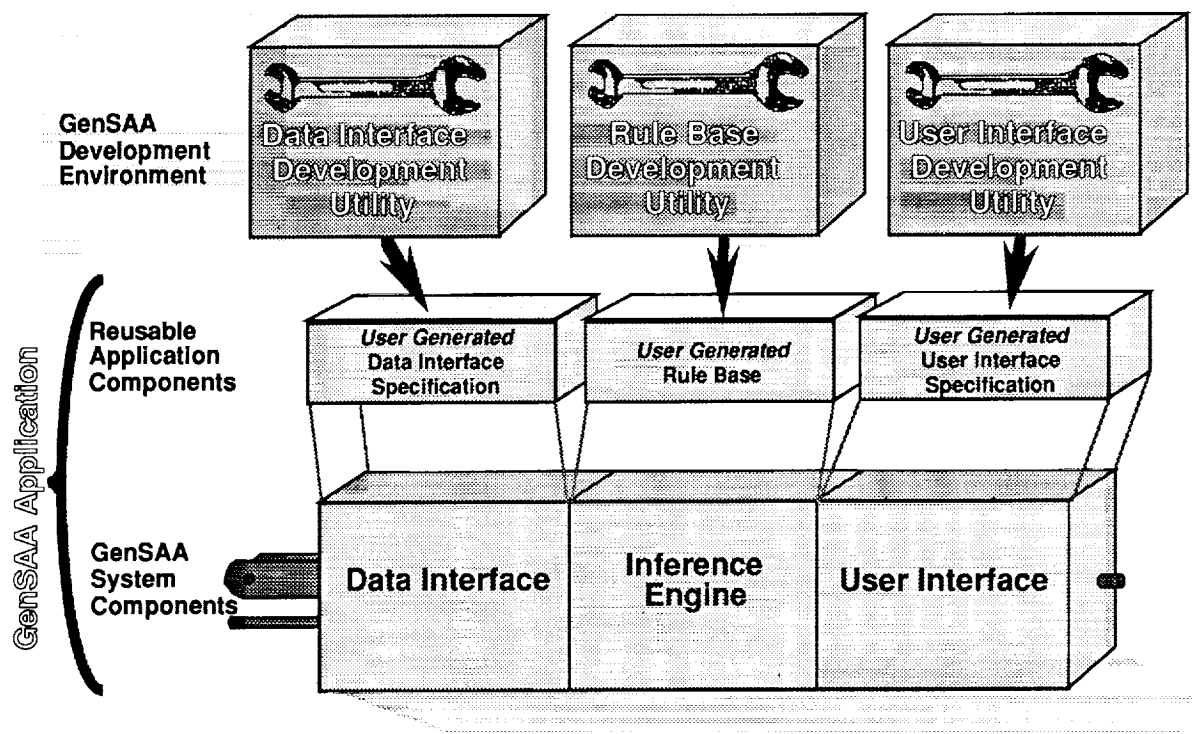 GenSAA
Development
Environment
Data Interface
Development
Utility
Rule Base
Development
Utility
User Interface
Development
Utility
GenSAA Application
Reusable
Application
Components
User Generated
Data Interface
Specification
User Generated
Rule Base
User Generated
User Interface
Specification
GenSAA
System
Components
Data Interface
Inference
Engine
User Interface